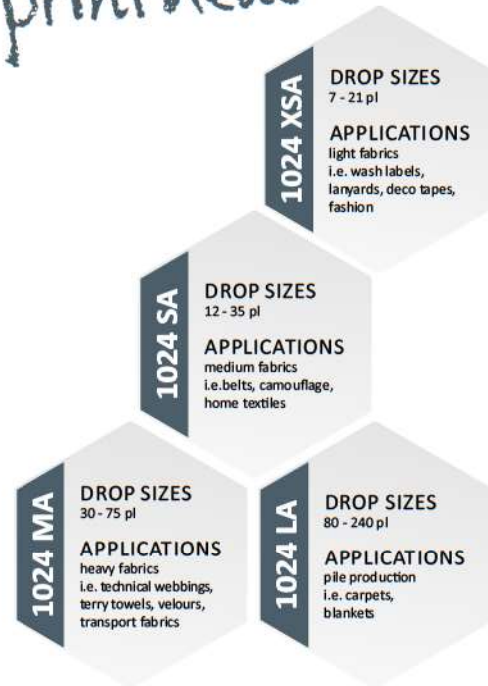 1024 XSA
DROP SIZES
7 - 21 pl
APPLICATIONS
light fabrics
i.e. wash labels,
lanyards, deco tapes,
fashion
1024 SA
DROP SIZES
12 - 35 pl
APPLICATIONS
medium fabrics
i.e.belts, camouflage,
home textiles
1024 MA
DROP SIZES
30 - 75 pl
APPLICATIONS
heavy fabrics
i.e. technical webbings,
terry towels, velours,
transport fabrics
1024 LA
DROP SIZES
80 - 240 pl
APPLICATIONS
pile production
i.e. carpets,
blankets